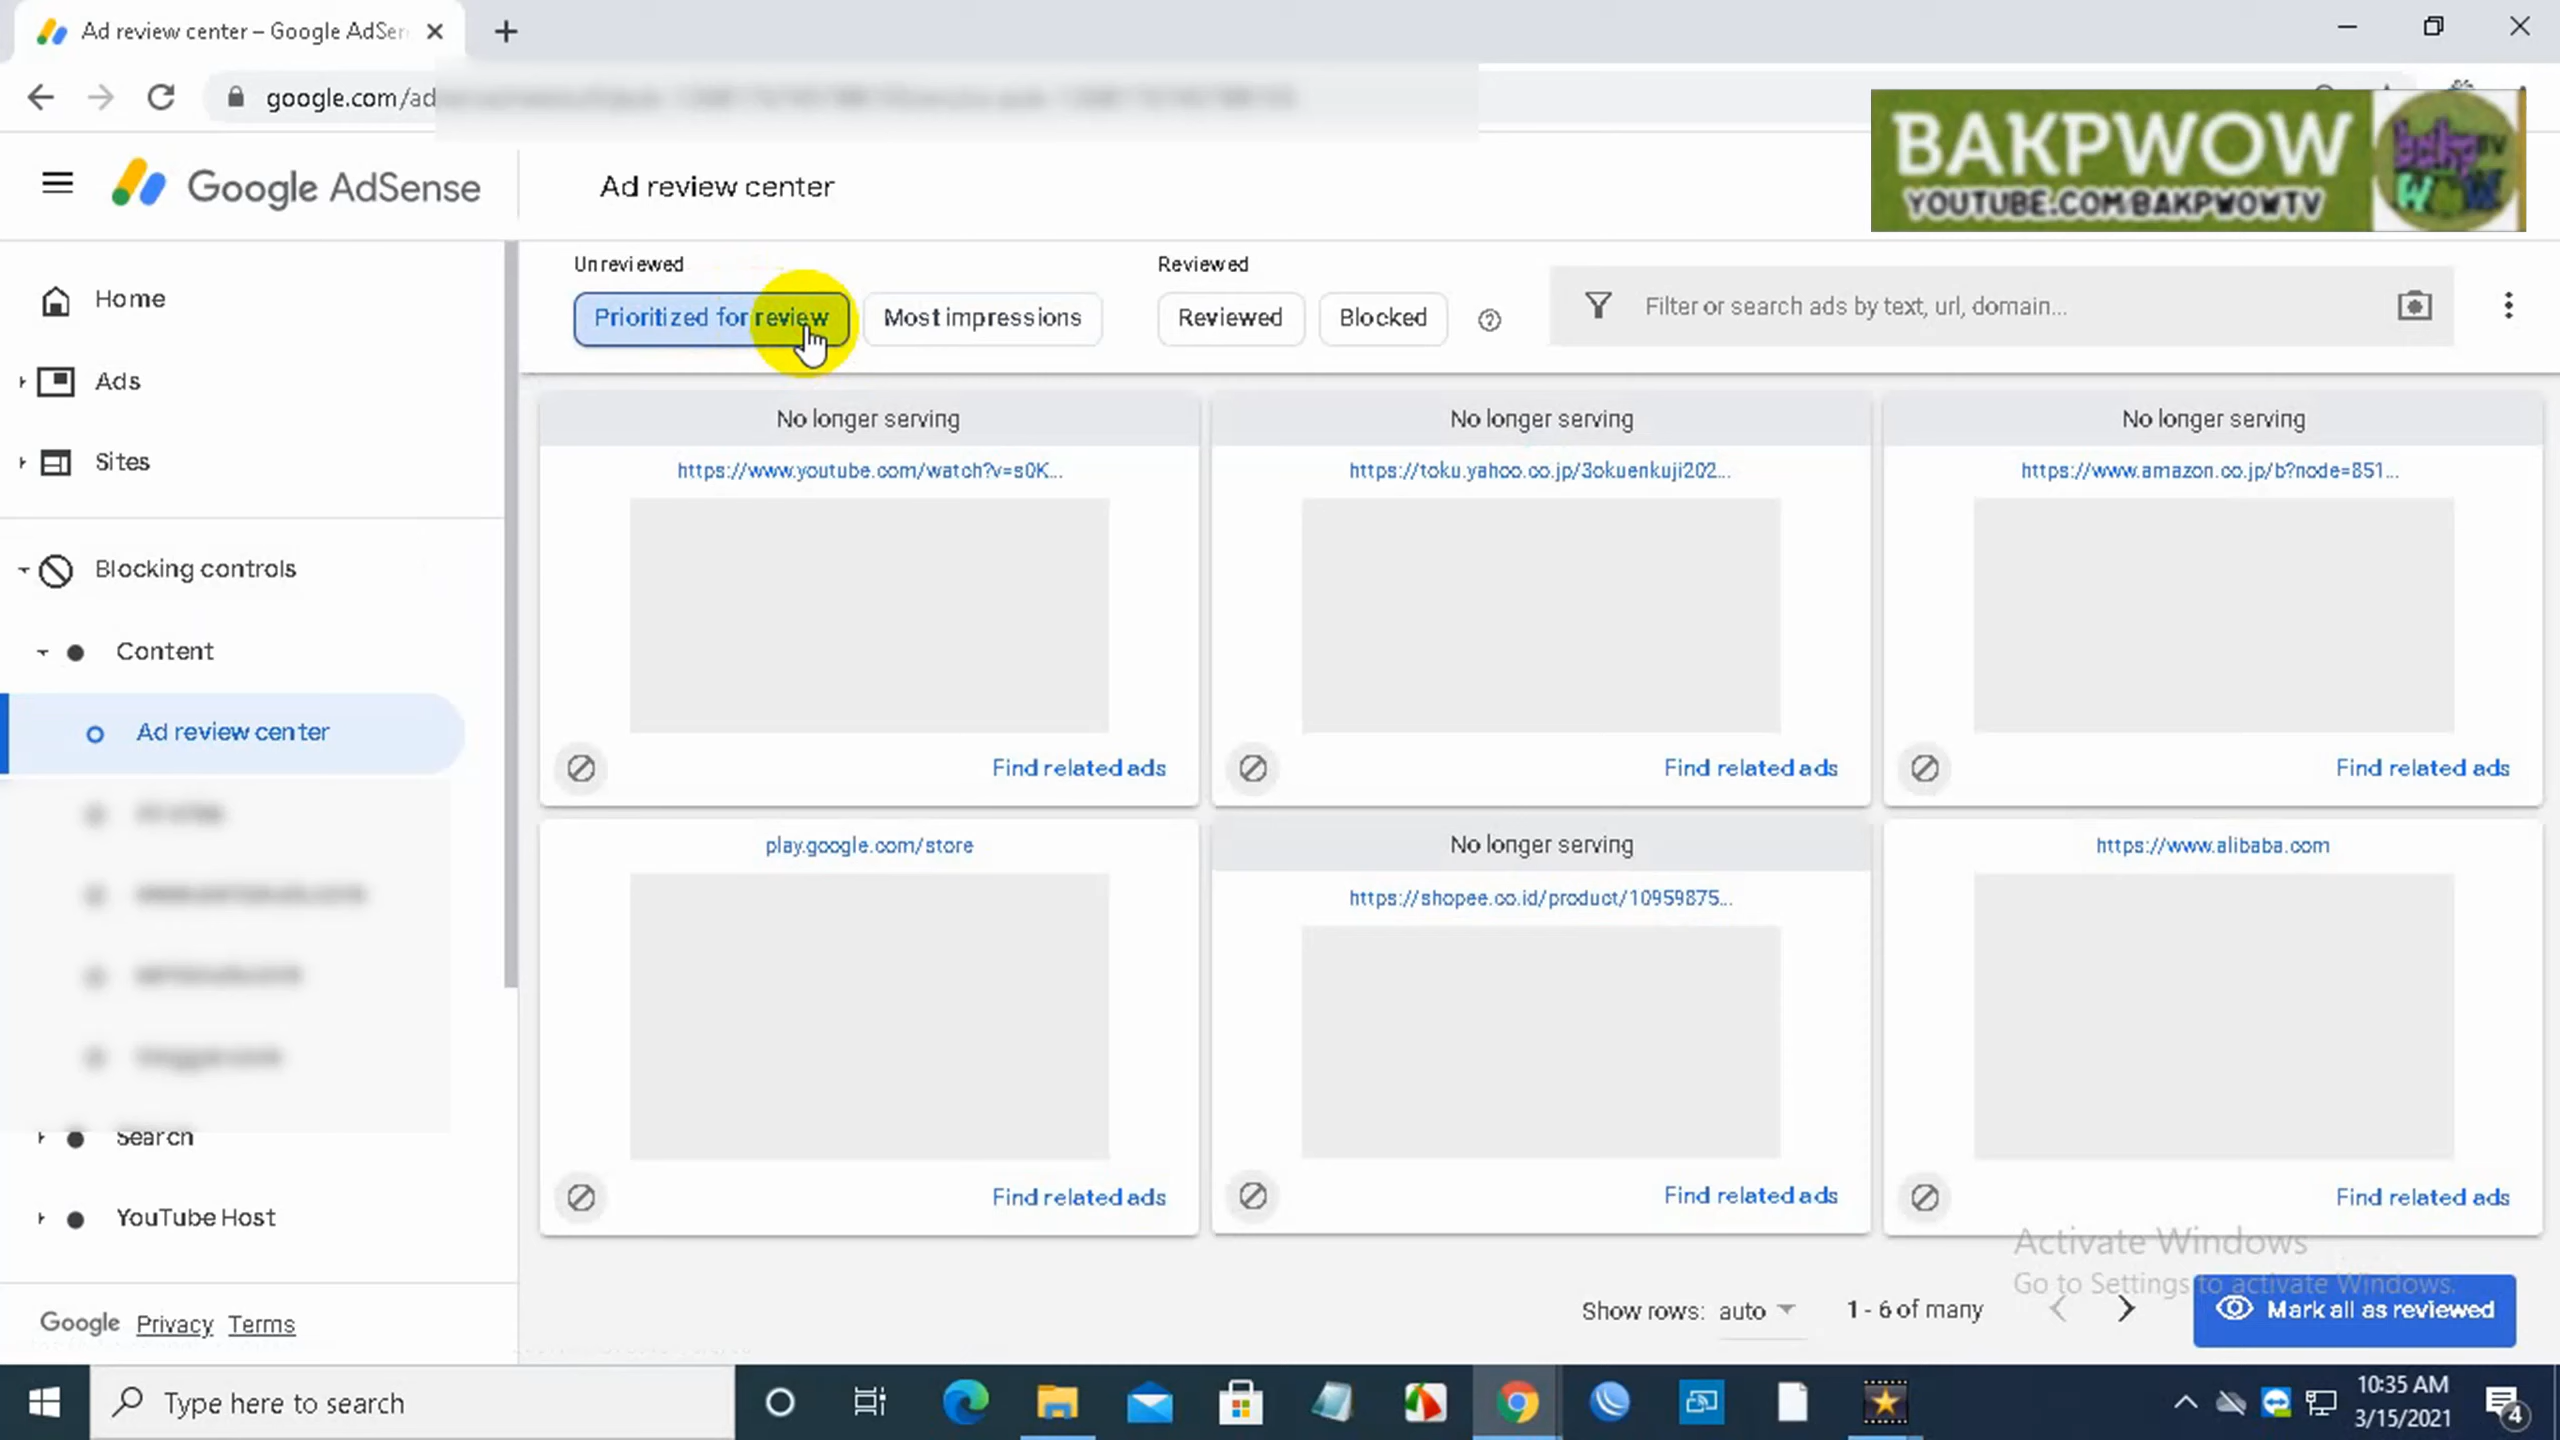 Ad review center – Google AdSen
google.com/ad
BAKPWOW
YOUTUBE.COM/BAKPWOWTV
Google AdSense
Ad review center
Home
Ads
Sites
Blocking controls
Content
Ad review center
Search
YouTube Host
Google Privacy Terms
Unreviewed
Reviewed
Prioritized for review
Most impressions
Reviewed
Blocked
Filter or search ads by text, url, domain...
No longer serving
https://www.youtube.com/watch?v=s0K...
Find related ads
No longer serving
https://toku.yahoo.co.jp/3okuenkuji202...
Find related ads
No longer serving
https://www.amazon.co.jp/b?node=851...
Find related ads
play.google.com/store
Find related ads
No longer serving
https://shopee.co.id/product/10959875...
Find related ads
https://www.alibaba.com
Find related ads
Activate Windows
Go to Settings to activate Windows.
Show rows: auto
1 - 6 of many
Mark all as reviewed
Type here to search
10:35 AM
3/15/2021
4